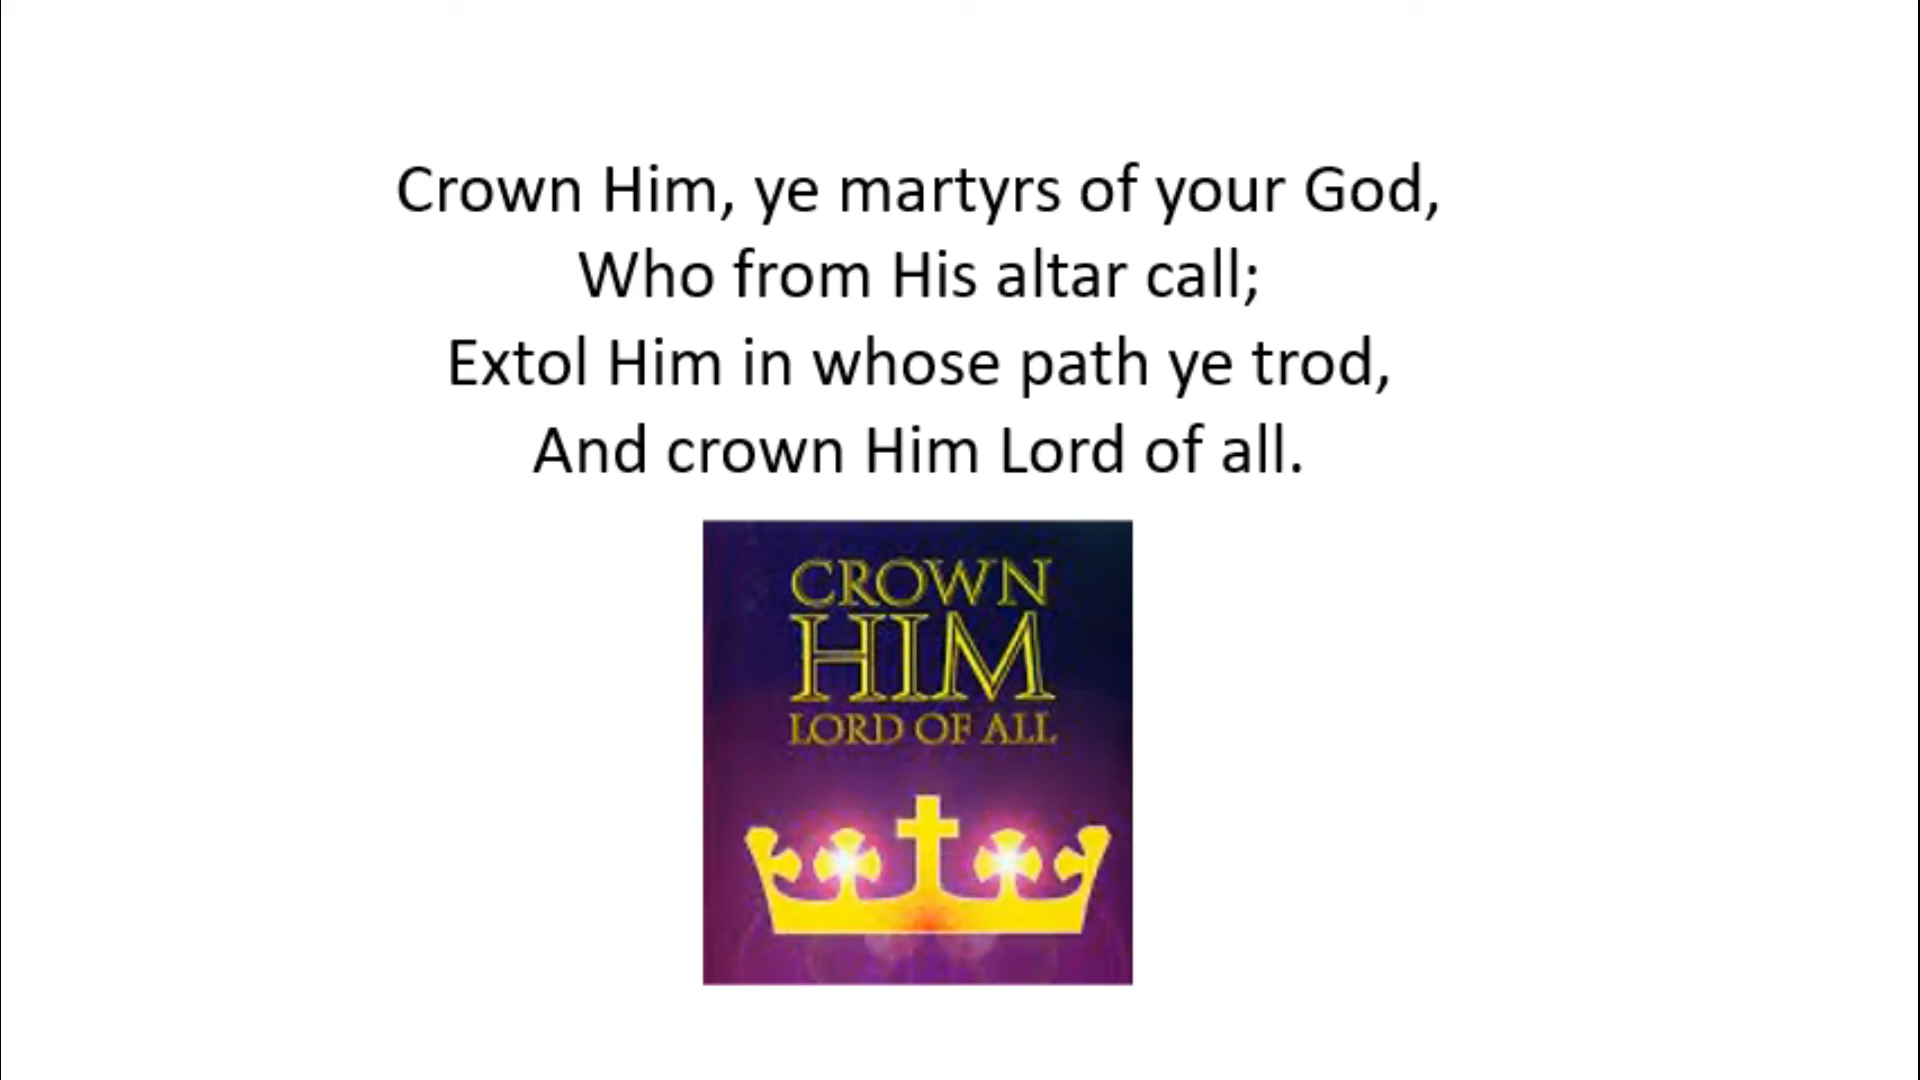 Crown Him, ye martyrs of your God,
Who from His altar call;
Extol Him in whose path ye trod,
And crown Him Lord of all.
CROWN
HIM
LORD OF ALL